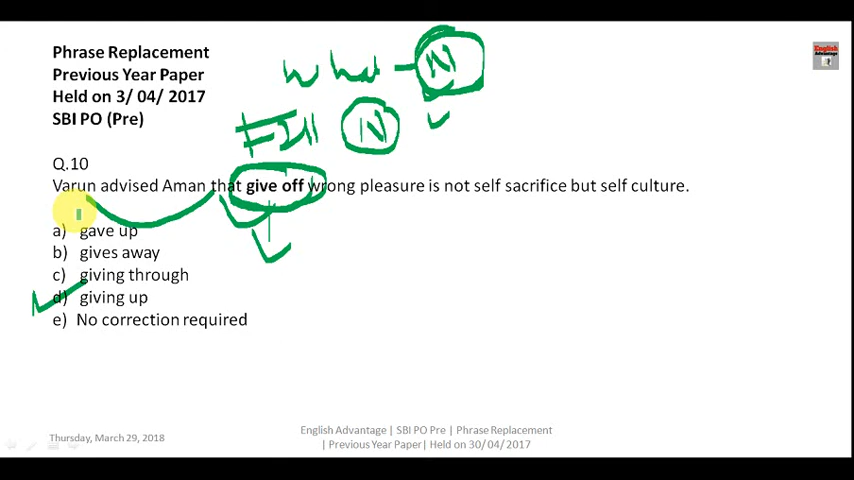 Phrase Replacement
Previous Year Paper
Held on 3/ 04/ 2017
SBI PO (Pre)
What - N
English
Advantage
N
Q.10
Varun advised Aman that give off wrong pleasure is not self sacrifice but self culture.
a) gave up
b) gives away
c) giving through
d) giving up
e) No correction required
Thursday, March 29, 2018
English Advantage| SBI PO Pre | Phrase Replacement
| Previous Year Paper| Held on 30/ 04/ 2017